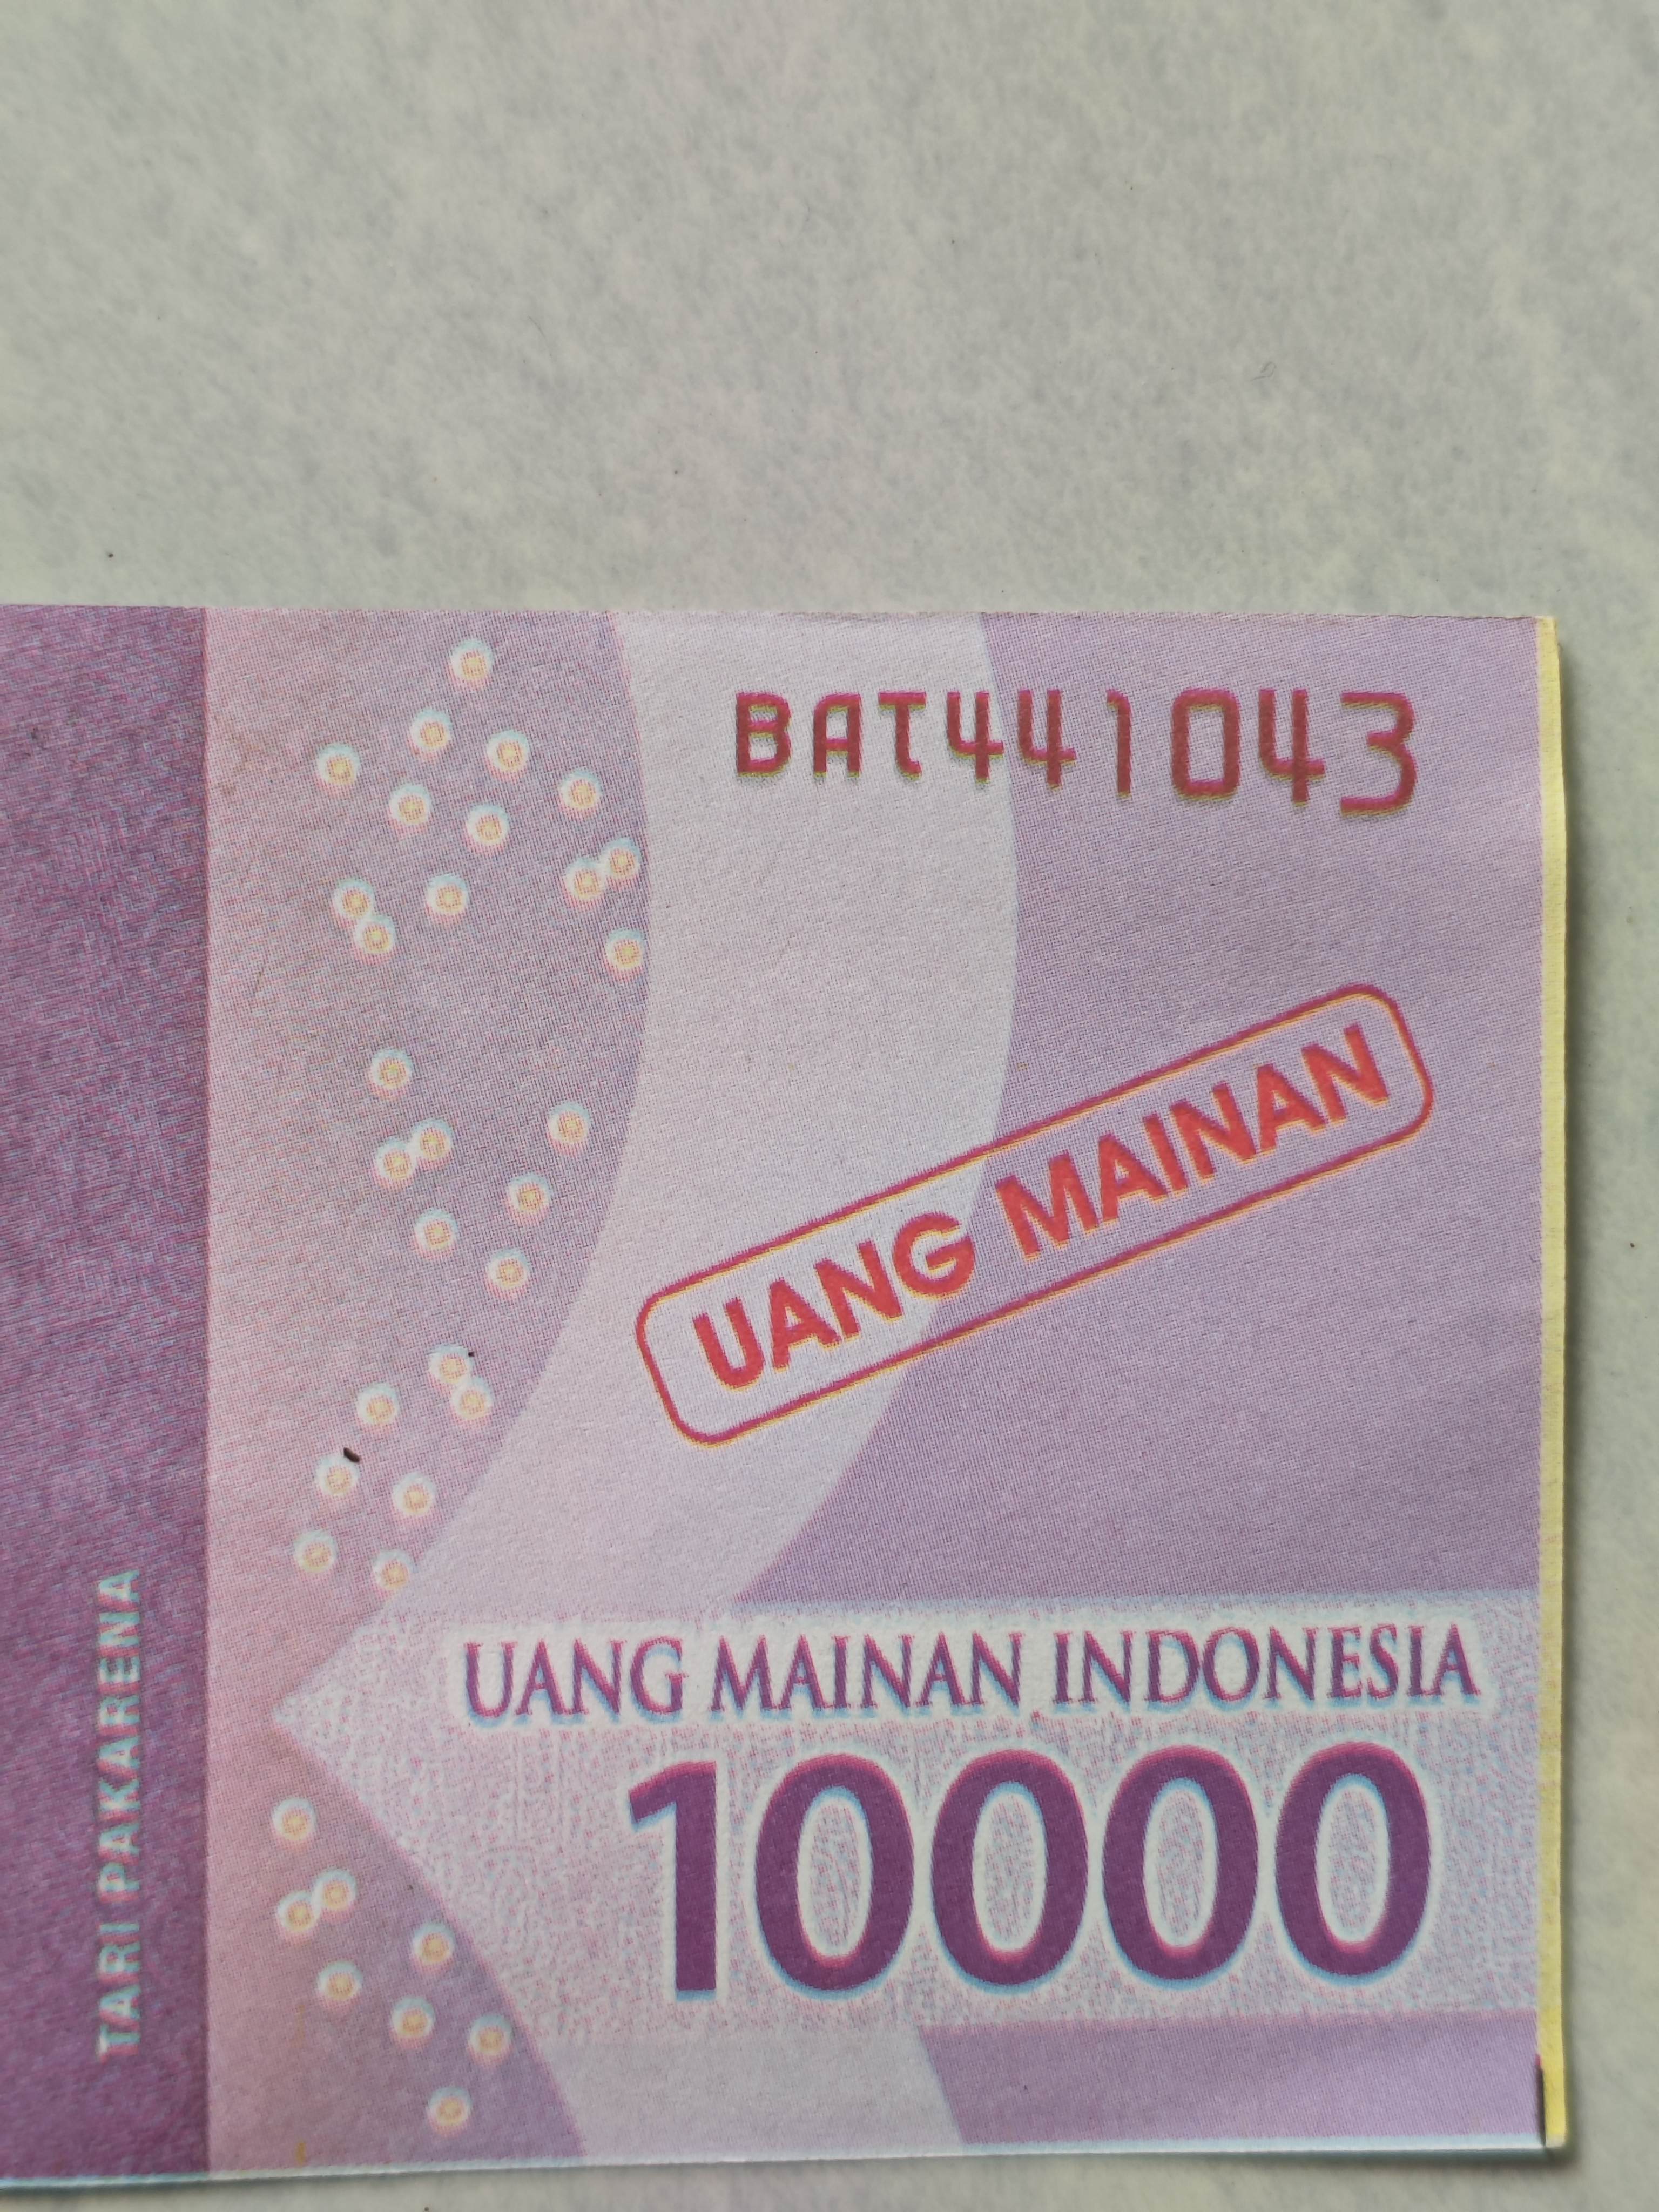 BAT441043
UANG MAINAN
TARI PAKARENA
UANG MAINAN INDONESIA
10000